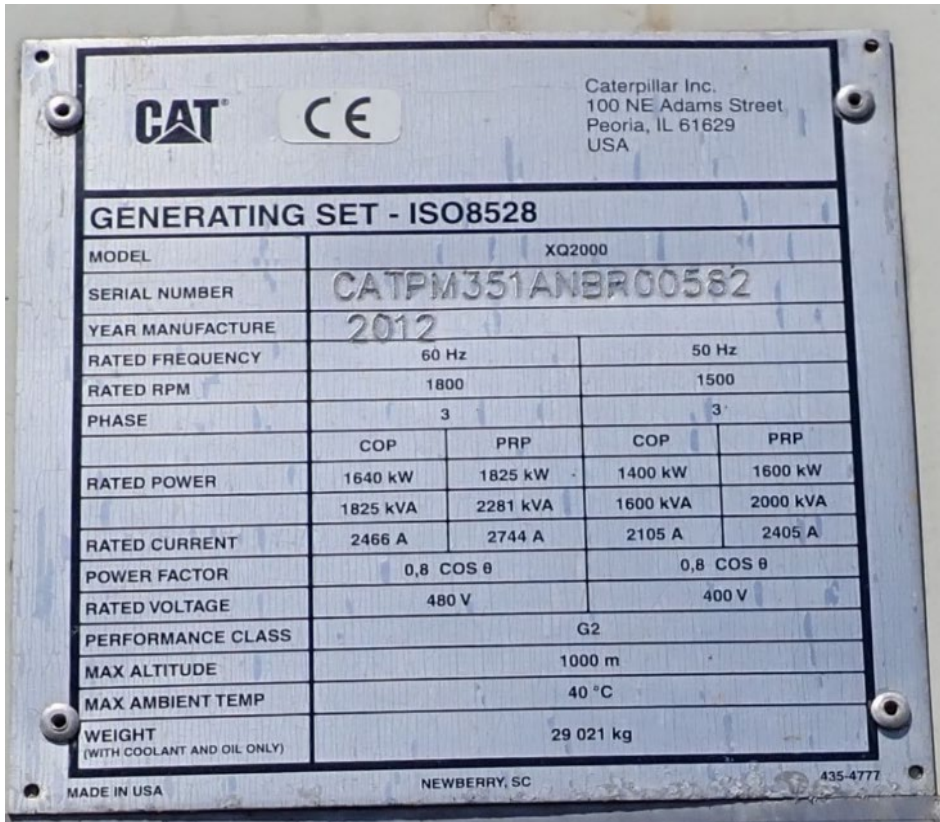 CAT
CE
Caterpillar Inc.
100 NE Adams Street
Peoria, IL 61629
USA
GENERATING SET - ISO8528
MODEL XQ2000
SERIAL NUMBER CATPM351ANBR00582
YEAR MANUFACTURE 2012
RATED FREQUENCY 60 Hz 50 Hz
RATED RPM 1800 1500
PHASE 3 3
COP PRP COP PRP
RATED POWER 1640 kW 1825 kW 1400 kW 1600 kW
1825 kVA 2281 kVA 1600 kVA 2000 kVA
RATED CURRENT 2466 A 2744 A 2105 A 2405 A
POWER FACTOR 0,8 COS θ 0,8 COS θ
RATED VOLTAGE 480 V 400 V
PERFORMANCE CLASS G2
MAX ALTITUDE 1000 m
MAX AMBIENT TEMP 40 °C
WEIGHT 29 021 kg
(WITH COOLANT AND OIL ONLY)
MADE IN USA NEWBERRY, SC 435-4777